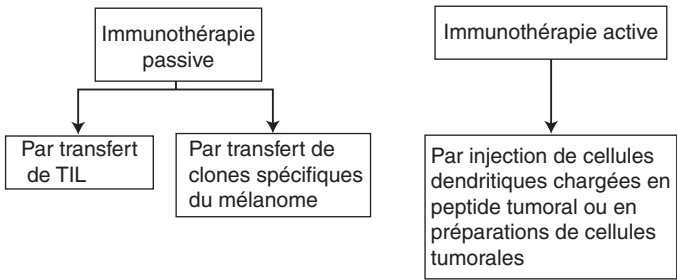 Immunothérapie
passive
Immunothérapie active
Par transfert
de TIL
Par transfert de
clones spécifiques
du mélanome
Par injection de cellules
dendritiques chargées en
peptide tumoral ou en
préparations de cellules
tumorales